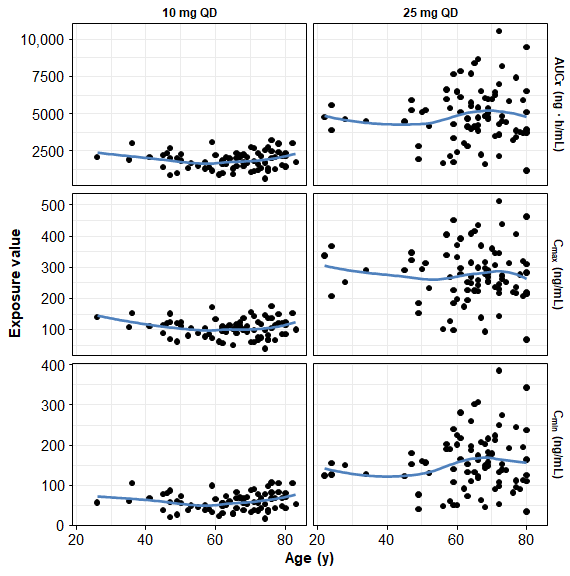 10 mg QD 25 mg QD
10,000
7500
5000
2500
AUCτ (ng · h/mL)
500
400
300
200
100
Cmax (ng/mL)
400
300
200
100
0
Cmin (ng/mL)
Exposure value
20 40 60 80 20 40 60 80
Age (y)